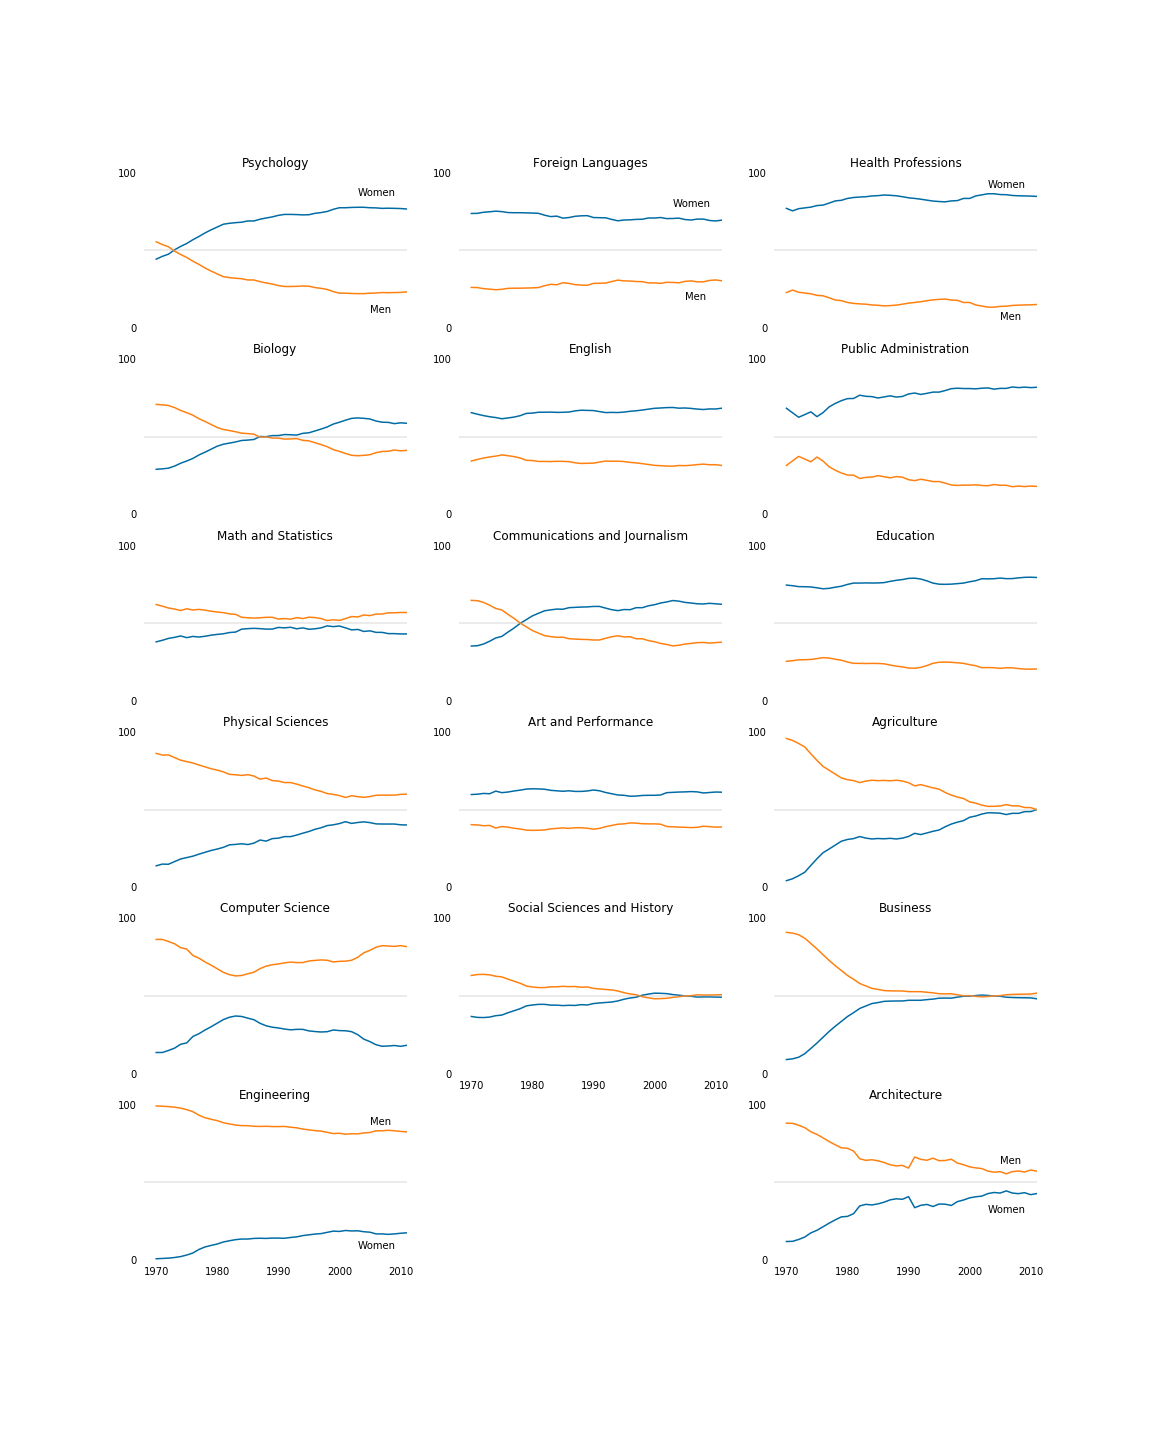 Psychology
100
Women
Men
0
Foreign Languages
100
Women
Men
0
Health Professions
100
Women
Men
0
Biology
100
0
English
100
0
Public Administration
100
0
Math and Statistics
100
0
Communications and Journalism
100
0
Education
100
0
Physical Sciences
100
0
Art and Performance
100
0
Agriculture
100
0
Computer Science
100
0
Social Sciences and History
100
0
1970 1980 1990 2000 2010
Business
100
0
Engineering
100
Men
Women
0
1970 1980 1990 2000 2010
Architecture
100
Men
Women
0
1970 1980 1990 2000 2010